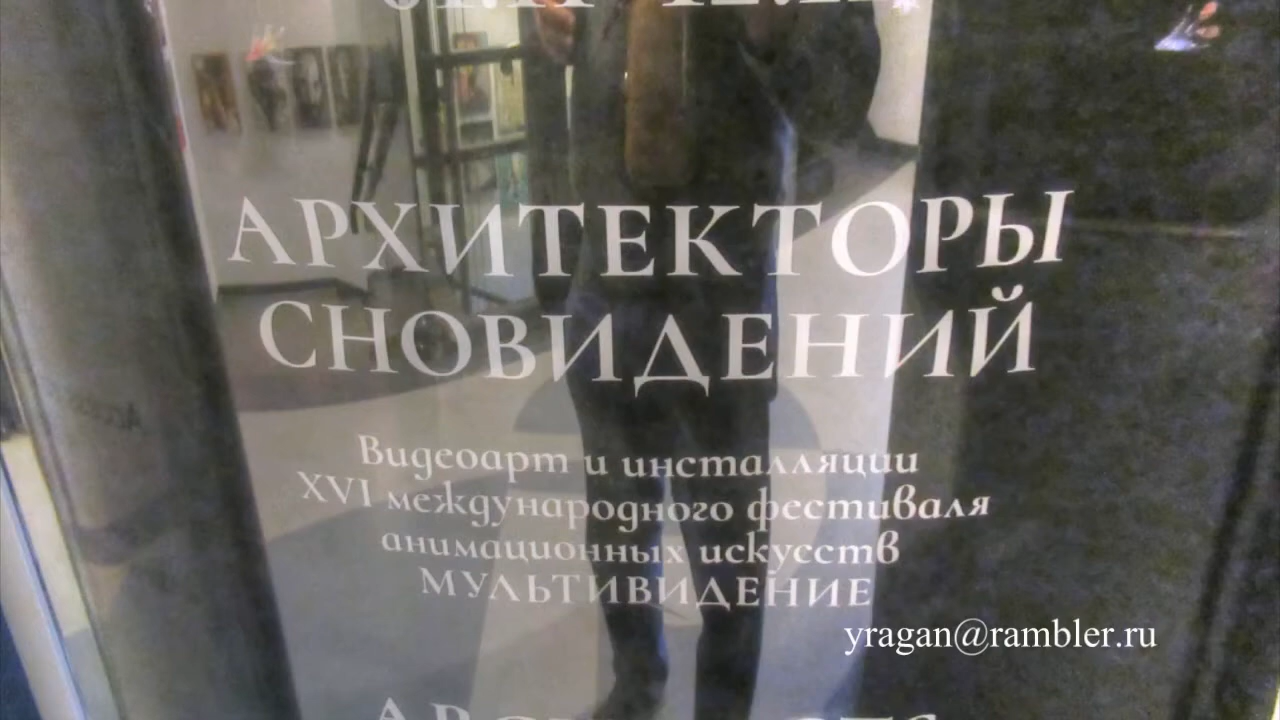 АРХИТЕКТОРЫ
СНОВИДЕНИЙ
Видеоарт и инсталляции
XVI международного фестиваля
анимационных искусств
МУЛЬТИВИДЕНИЕ
yragan@rambler.ru